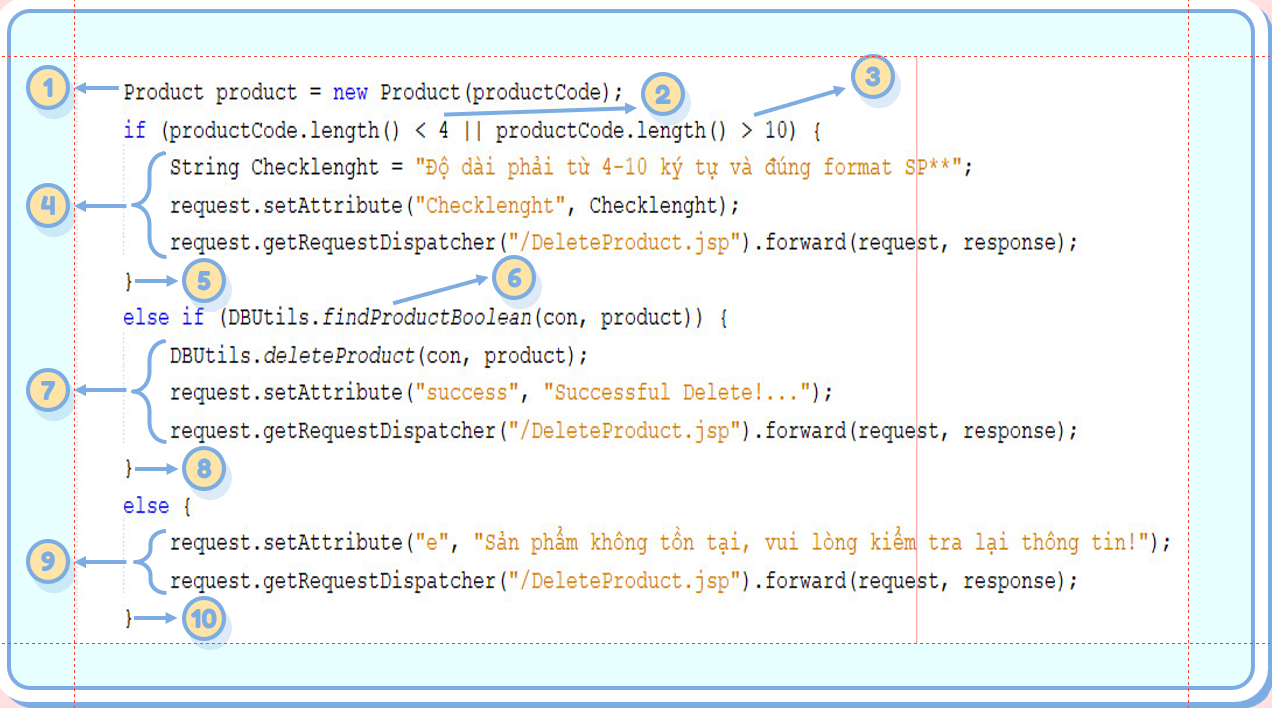 1 Product product = new Product(productCode); 2 3
if (productCode.length() < 4 || productCode.length() > 10) {
String Checklenght = "Độ dài phải từ 4-10 ký tự và đúng format SP**";
4 request.setAttribute("Checklenght", Checklenght);
request.getRequestDispatcher("/DeleteProduct.jsp").forward(request, response);
} 5 6
else if (DBUtils.findProductBoolean(con, product)) {
DBUtils.deleteProduct(con, product);
7 request.setAttribute("success", "Successful Delete!...");
request.getRequestDispatcher("/DeleteProduct.jsp").forward(request, response);
} 8
else {
request.setAttribute("e", "Sản phẩm không tồn tại, vui lòng kiểm tra lại thông tin!");
9 request.getRequestDispatcher("/DeleteProduct.jsp").forward(request, response);
} 10